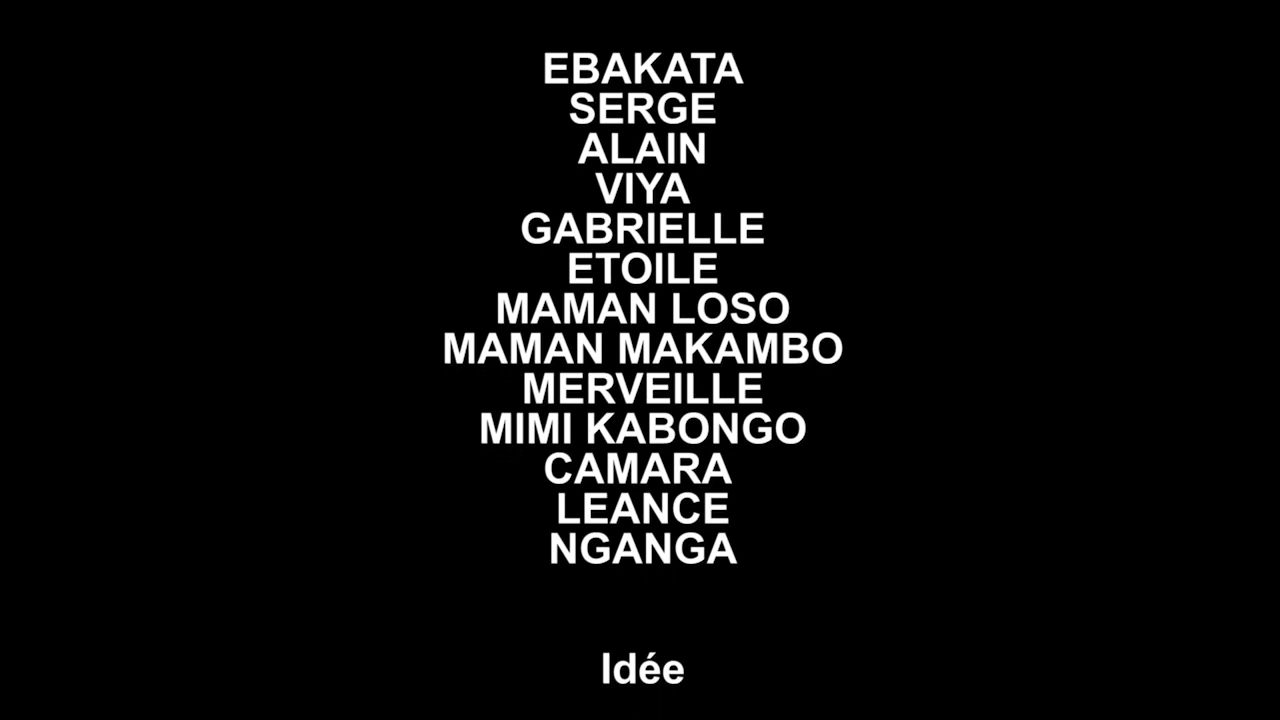 EBAKATA
SERGE
ALAIN
VIYA
GABRIELLE
ETOILE
MAMAN LOSO
MAMAN MAKAMBO
MERVEILLE
MIMI KABONGO
CAMARA
LEANCE
NGANGA
Idée